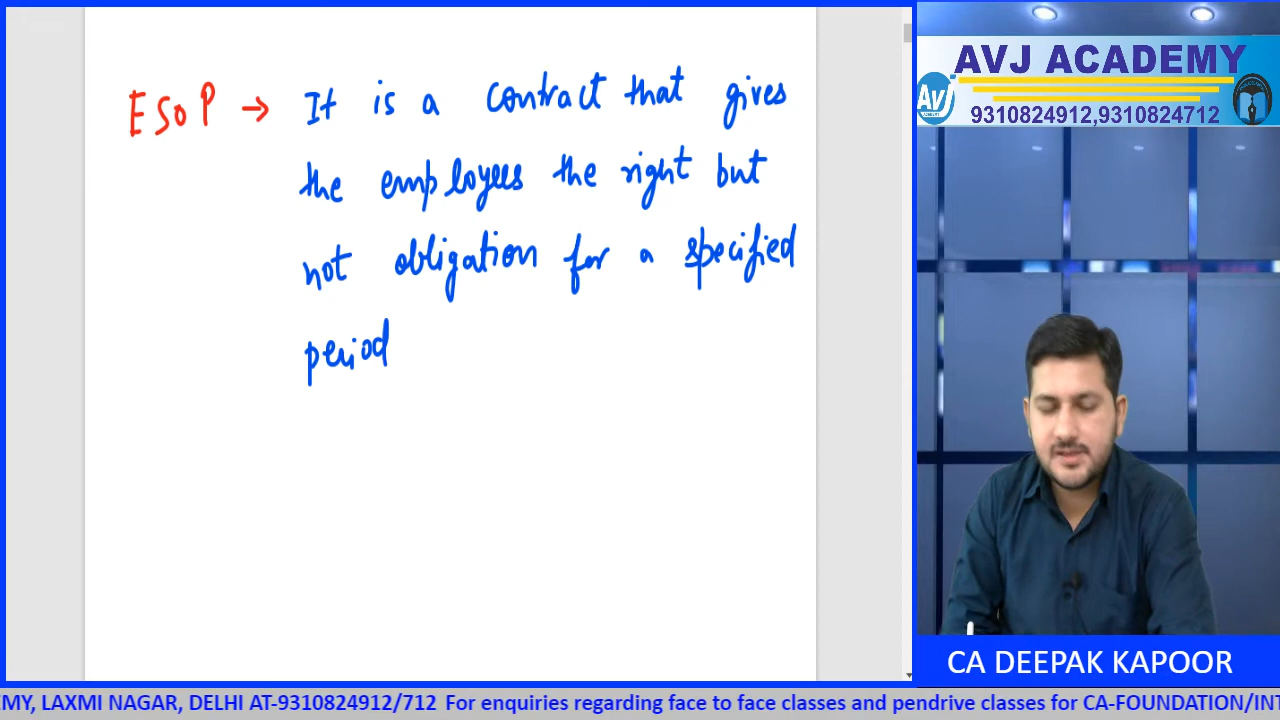 ESOP → It is a contract that gives
the employees the right but
not obligation for a specified
period
AVJ ACADEMY
AV
9310824912,9310824712
CA DEEPAK KAPOOR
EMY, LAXMI NAGAR, DELHI AT-9310824912/712 For enquiries regarding face to face classes and pendrive classes for CA-FOUNDATION/INT